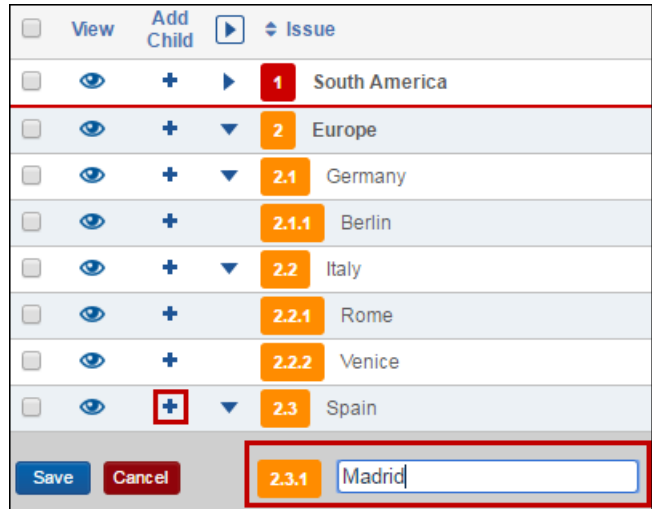 View Add Child Issue
1 South America
2 Europe
2.1 Germany
2.1.1 Berlin
2.2 Italy
2.2.1 Rome
2.2.2 Venice
2.3 Spain
Save Cancel 2.3.1 Madrid